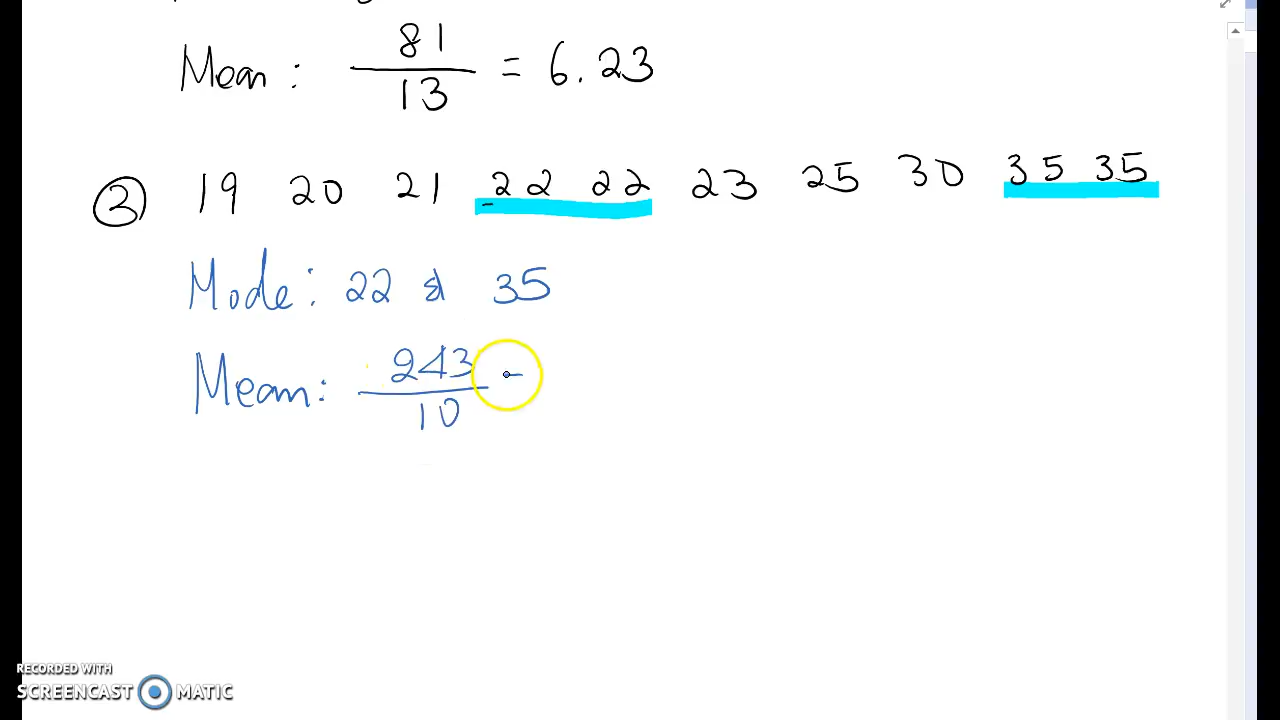 Mean: 81/13 = 6.23
② 19 20 21 22 22 23 25 30 35 35
Mode: 22 & 35
Mean: 243/10 -
RECORDED WITH
SCREENCAST MATIC